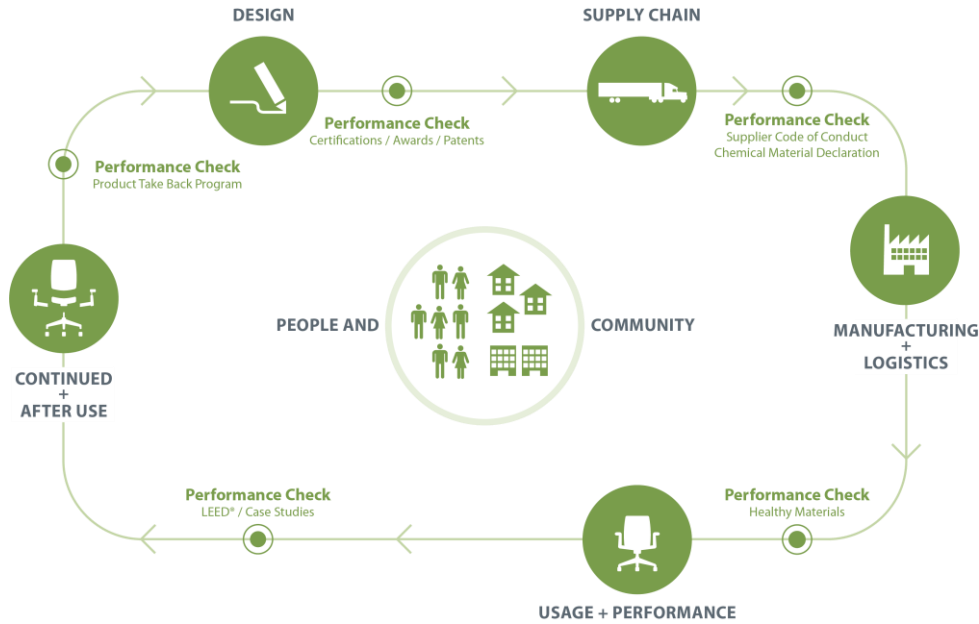 DESIGN
SUPPLY CHAIN
Performance Check
Certifications / Awards / Patents
Performance Check
Supplier Code of Conduct
Chemical Material Declaration
Performance Check
Product Take Back Program
PEOPLE AND
COMMUNITY
MANUFACTURING
+
LOGISTICS
CONTINUED
+
AFTER USE
Performance Check
LEED® / Case Studies
Performance Check
Healthy Materials
USAGE + PERFORMANCE